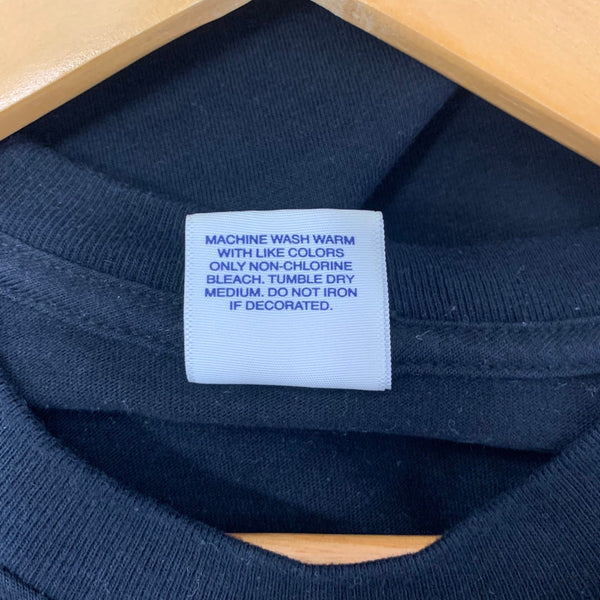 MACHINE WASH WARM
WITH LIKE COLORS
ONLY NON-CHLORINE
BLEACH. TUMBLE DRY
MEDIUM. DO NOT IRON
IF DECORATED.